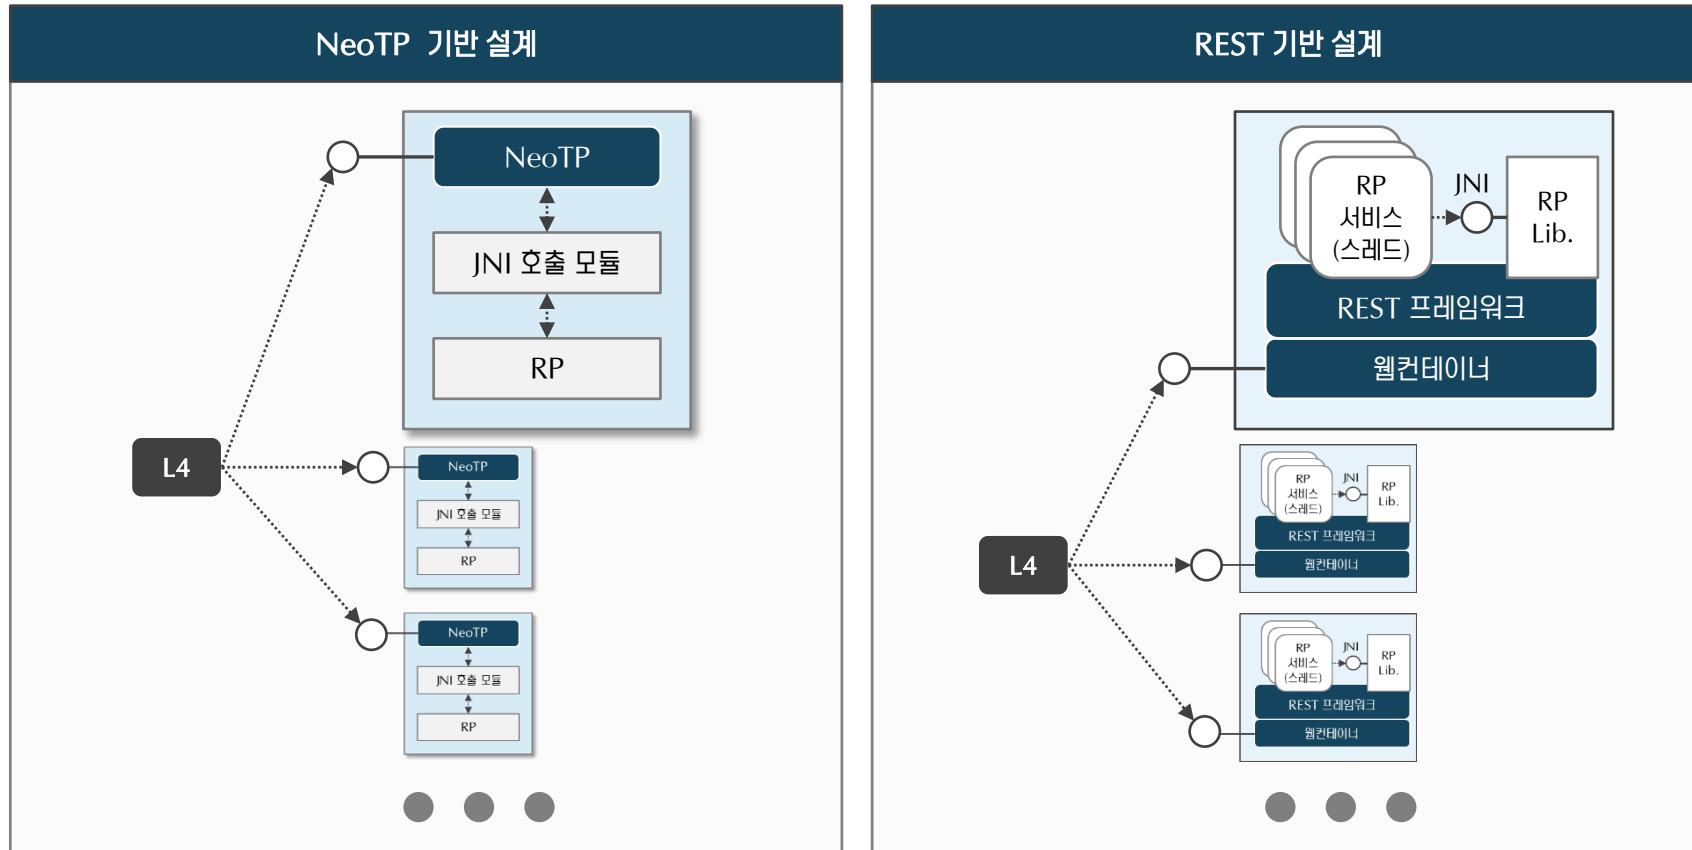 NeoTP 기반 설계
NeoTP
JNI 호출 모듈
RP
L4
NeoTP
JNI 호출 모듈
RP
NeoTP
JNI 호출 모듈
RP
REST 기반 설계
RP
서비스
(스레드)
JNI
RP
Lib.
REST 프레임워크
웹컨테이너
L4
RP
서비스
(스레드)
JNI
RP
Lib.
REST 프레임워크
웹컨테이너
RP
서비스
(스레드)
JNI
RP
Lib.
REST 프레임워크
웹컨테이너